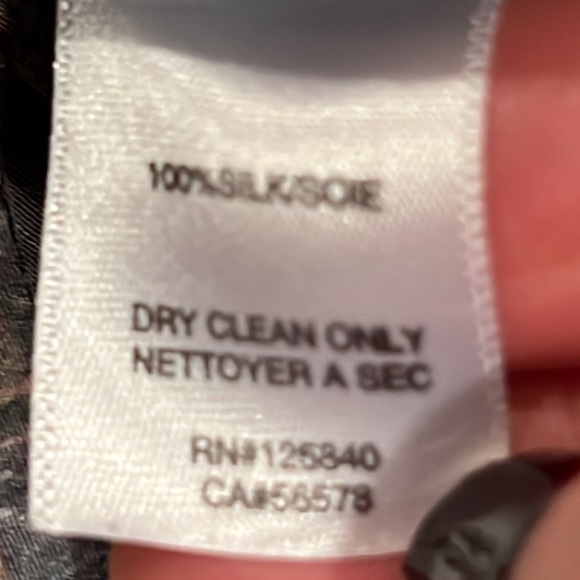 100%SILK/SOIE
DRY CLEAN ONLY
NETTOYER A SEC
RN#125840
CA#56578